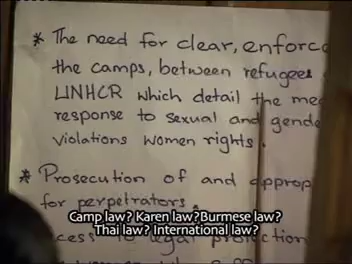 * The need for clear, enforc
the camps, between refugees
UNHCR which detail the me
response to sexual and gende
violations women rights.
* Prosecution of and approp
for perpetrators.
cess to legal protection
Camp law? Karen law? Burmese law?
Thai law? International law?